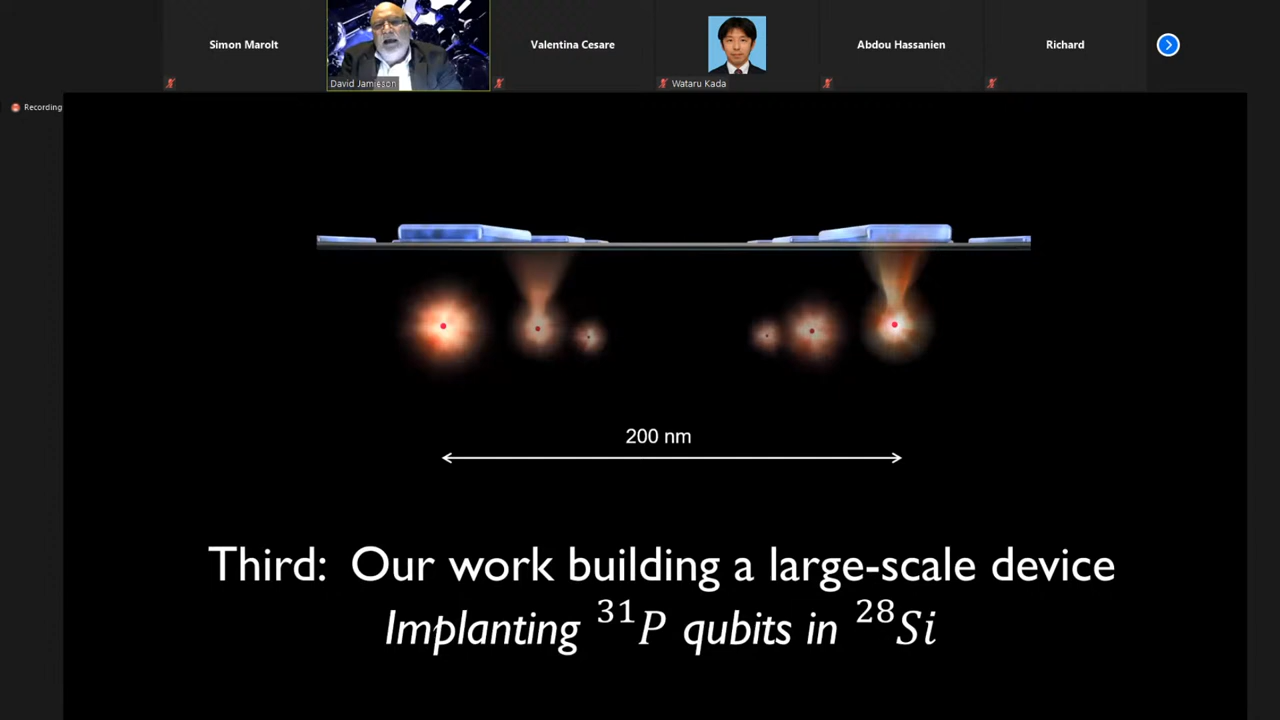 Simon Marolt
David Jamieson
Valentina Cesare
Wataru Kada
Abdou Hassanien
Richard
Recording
200 nm
Third: Our work building a large-scale device
Implanting ³¹P qubits in ²⁸Si